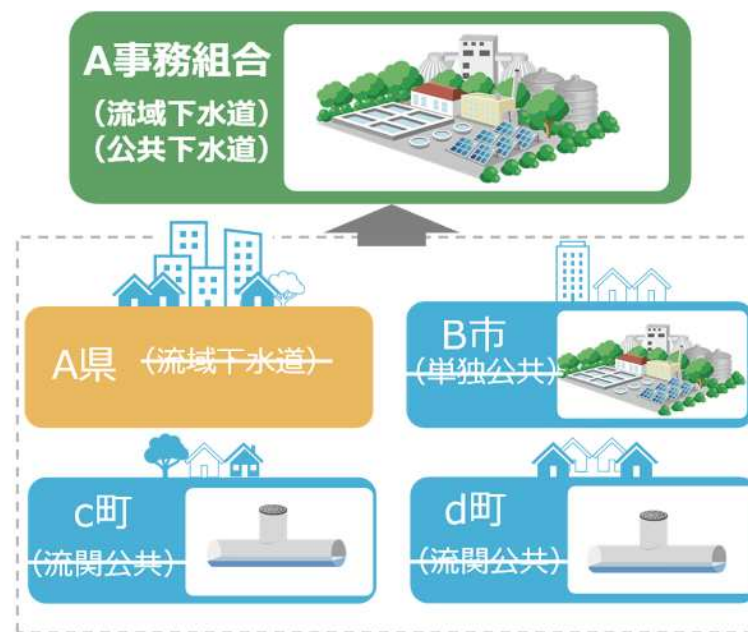 A事務組合
(流域下水道)
(公共下水道)
A県 (流域下水道)
B市
(単独公共)
c町
(流関公共)
d町
(流関公共)